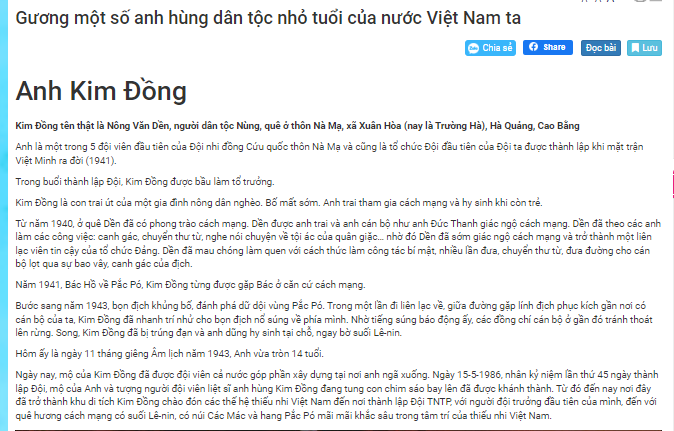 Gương một số anh hùng dân tộc nhỏ tuổi của nước Việt Nam ta
Chia sẻ
Share
Đọc bài
Lưu
Anh Kim Đồng
Kim Đồng tên thật là Nông Văn Dền, người dân tộc Nùng, quê ở thôn Nà Mạ, xã Xuân Hòa (nay là Trường Hà), Hà Quảng, Cao Bằng
Anh là một trong 5 đội viên đầu tiên của Đội nhi đồng Cứu quốc thôn Nà Mạ và cũng là tổ chức Đội đầu tiên của Đội ta được thành lập khi mặt trận
Việt Minh ra đời (1941).
Trong buổi thành lập Đội, Kim Đồng được bầu làm tổ trưởng.
Kim Đồng là con trai út của một gia đình nông dân nghèo. Bố mất sớm. Anh trai tham gia cách mạng và hy sinh khi còn trẻ.
Từ năm 1940, ở quê Dền đã có phong trào cách mạng. Dền được anh trai và anh cán bộ như anh Đức Thanh giác ngộ cách mạng. Dền đã theo các anh
làm các công việc: canh gác, chuyển thư từ, nghe nói chuyện về tội ác của quân giặc... nhờ đó Dền đã sớm giác ngộ cách mạng và trở thành một liên
lạc viên tin cậy của tổ chức Đảng. Dền đã mau chóng làm quen với cách thức làm công tác bí mật, nhiều lần đưa, chuyển thư từ, đưa đường cho cán
bộ lọt qua sự bao vây, canh gác của địch.
Năm 1941, Bác Hồ về Pắc Pó, Kim Đồng từng được gặp Bác ở căn cứ cách mạng.
Bước sang năm 1943, bọn địch khủng bố, đánh phá dữ dội vùng Pắc Pó. Trong một lần đi liên lạc về, giữa đường gặp lính địch phục kích gần nơi có
cán bộ của ta, Kim Đồng đã nhanh trí nhử cho bọn địch nổ súng về phía mình. Nhờ tiếng súng báo động ấy, các đồng chí cán bộ ở gần đó tránh thoát
lên rừng. Song, Kim Đồng đã bị trúng đạn và anh dũng hy sinh tại chỗ, ngay bờ suối Lê-nin.
Hôm ấy là ngày 11 tháng giêng Âm lịch năm 1943, Anh vừa tròn 14 tuổi.
Ngày nay, mộ của Kim Đồng đã được đội viên cả nước góp phần xây dựng tại nơi anh ngã xuống. Ngày 15-5-1986, nhân kỷ niệm lần thứ 45 ngày thành
lập Đội, mộ của Anh và tượng người đội viên liệt sĩ anh hùng Kim Đồng đang tung con chim sáo bay lên đã được khánh thành. Từ đó đến nay nơi đây
đã trở thành khu di tích Kim Đồng chào đón các thế hệ thiếu nhi Việt Nam đến nơi thành lập Đội TNTP, với người đội trưởng đầu tiên của mình, đến với
quê hương cách mạng có suối Lê-nin, có núi Các Mác và hang Pắc Pó mãi mãi khắc sâu trong tâm trí của thiếu nhi Việt Nam.